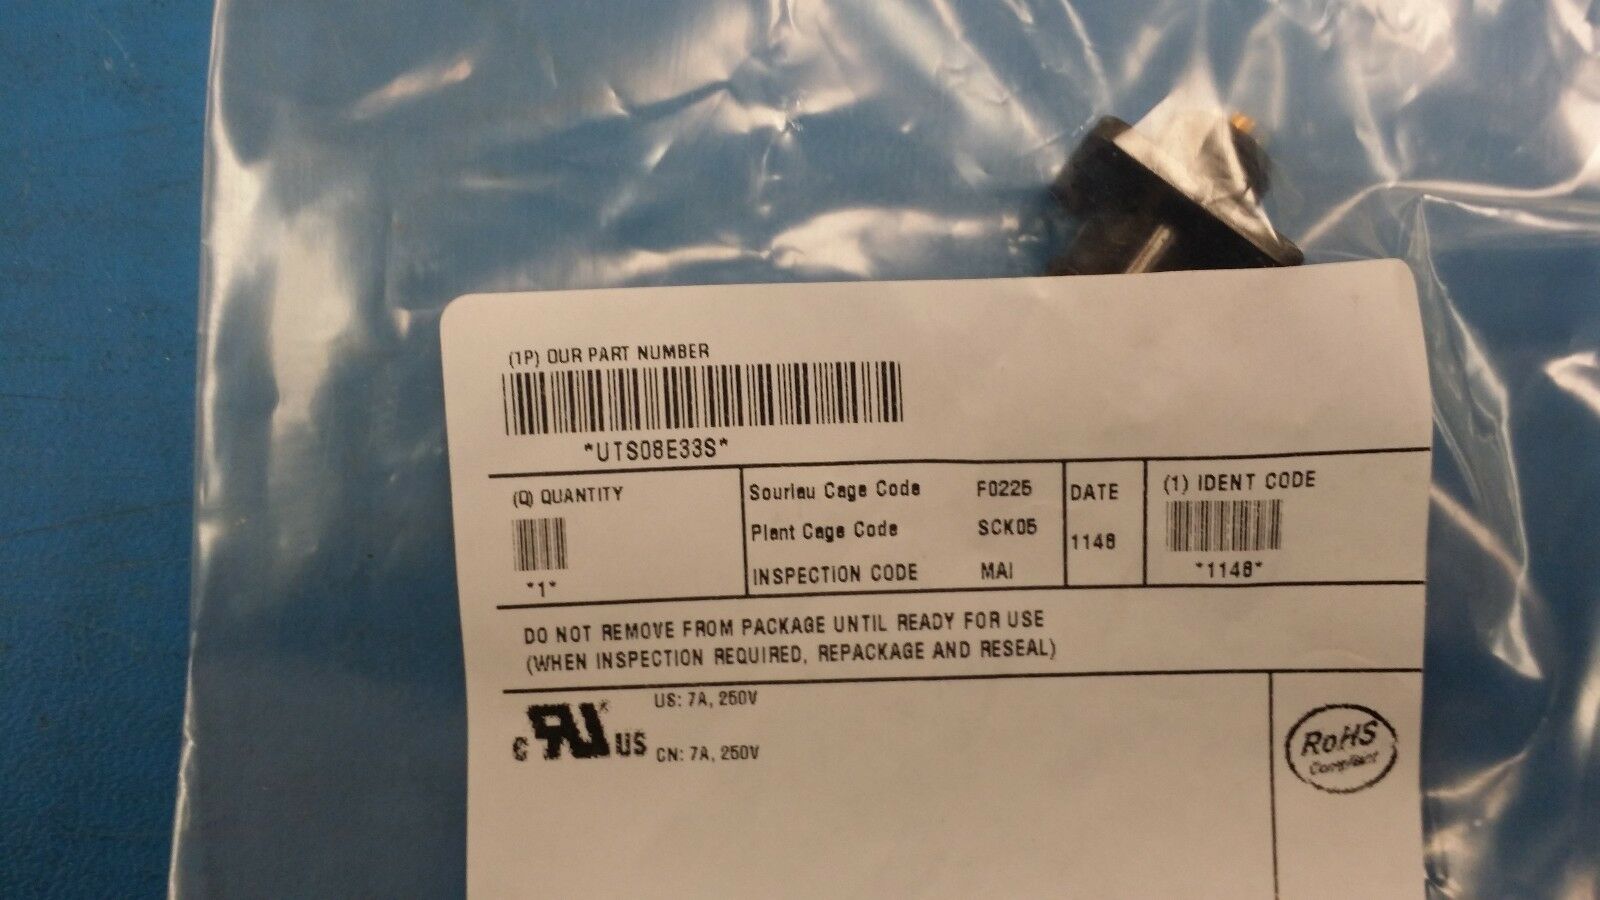 (1P) OUR PART NUMBER
*UTS08E33S*
(Q) QUANTITY
*1*
Souriau Cage Code F0225
Plant Cage Code SCK05
INSPECTION CODE MAI
DATE
1148
(1) IDENT CODE
*1148*
DO NOT REMOVE FROM PACKAGE UNTIL READY FOR USE
(WHEN INSPECTION REQUIRED, REPACKAGE AND RESEAL)
c RU US
US: 7A, 250V
CN: 7A, 250V
RoHS
Compliant